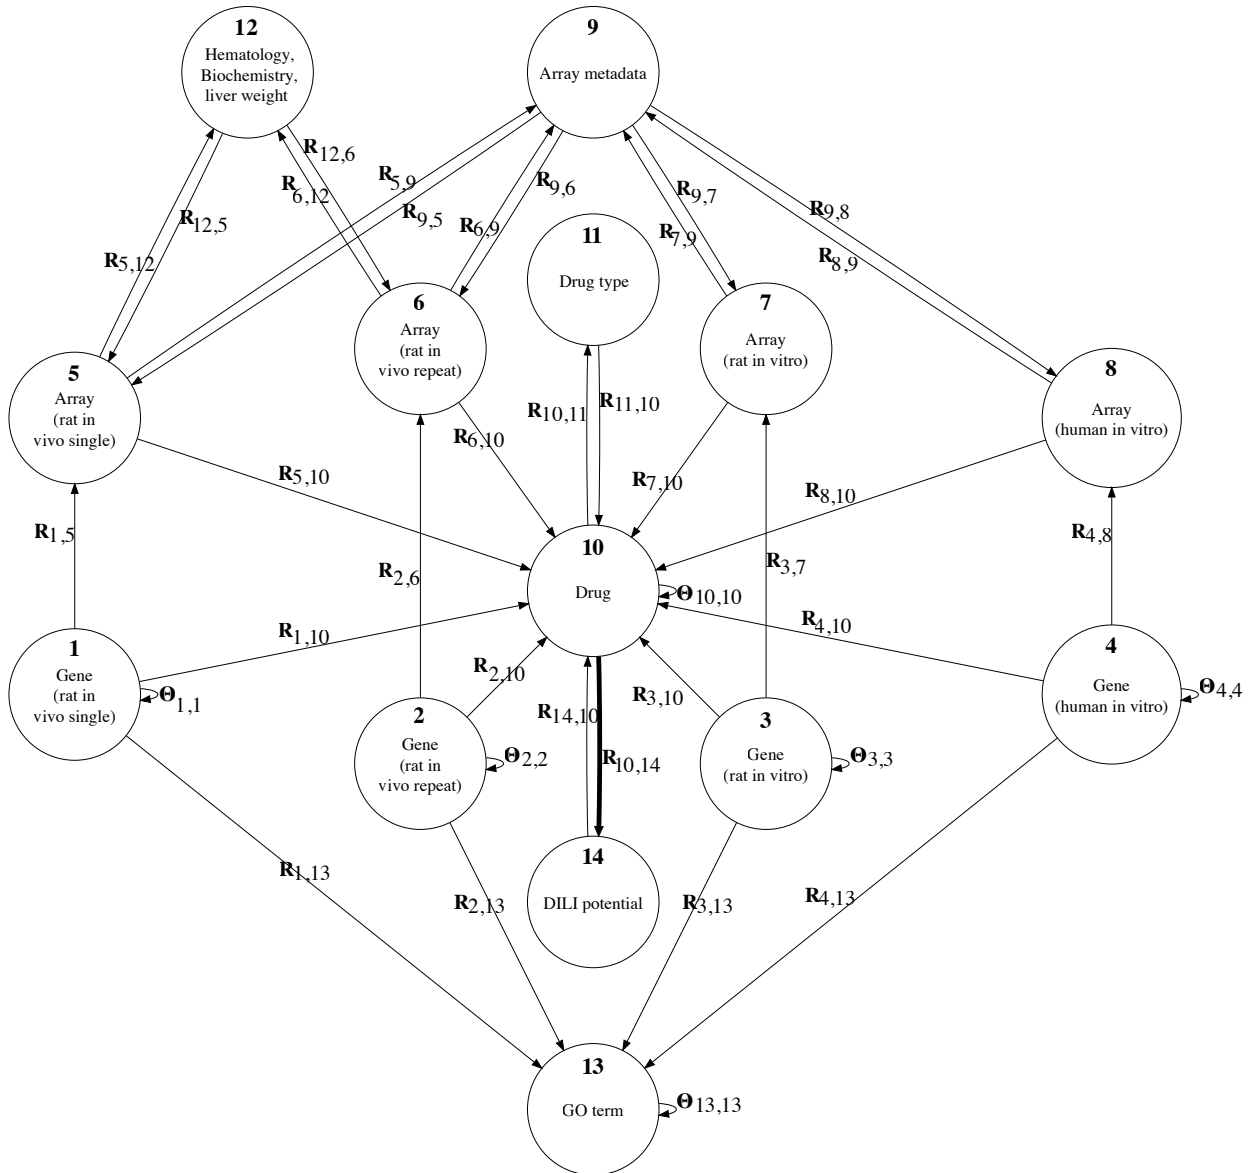 12
Hematology,
Biochemistry,
liver weight
9
Array metadata
R12,6
R6,12
R5,9
R9,5
R9,6
R6,9
R9,7
R7,9
R9,8
R8,9
R12,5
R5,12
11
Drug type
6
Array
(rat in
vivo repeat)
7
Array
(rat in vitro)
5
Array
(rat in
vivo single)
8
Array
(human in vitro)
R10,11
R11,10
R6,10
R5,10
R7,10
R8,10
R1,5
R2,6
R3,7
R4,8
10
Drug
Θ10,10
R1,10
R2,10
R3,10
R4,10
1
Gene
(rat in
vivo single)
Θ1,1
4
Gene
(human in vitro)
Θ4,4
2
Gene
(rat in
vivo repeat)
Θ2,2
R14,10
R10,14
3
Gene
(rat in vitro)
Θ3,3
14
DILI potential
R1,13
R2,13
R3,13
R4,13
13
GO term
Θ13,13